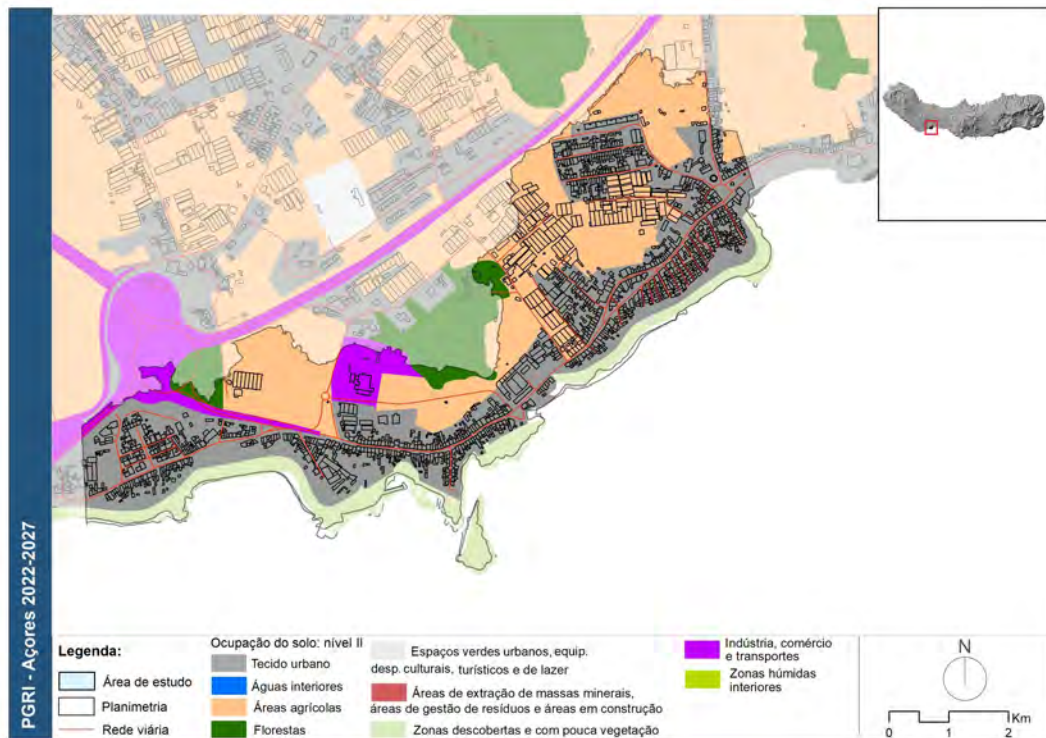 PGRI - Açores 2022-2027
Legenda:
Área de estudo
Planimetria
Rede viária
Ocupação do solo: nível II
Tecido urbano
Águas interiores
Áreas agrícolas
Florestas
Espaços verdes urbanos, equip.
desp. culturais, turísticos e de lazer
Áreas de extração de massas minerais,
áreas de gestão de resíduos e áreas em construção
Zonas descobertas e com pouca vegetação
Indústria, comércio
e transportes
Zonas húmidas
interiores
N
Km
0 1 2